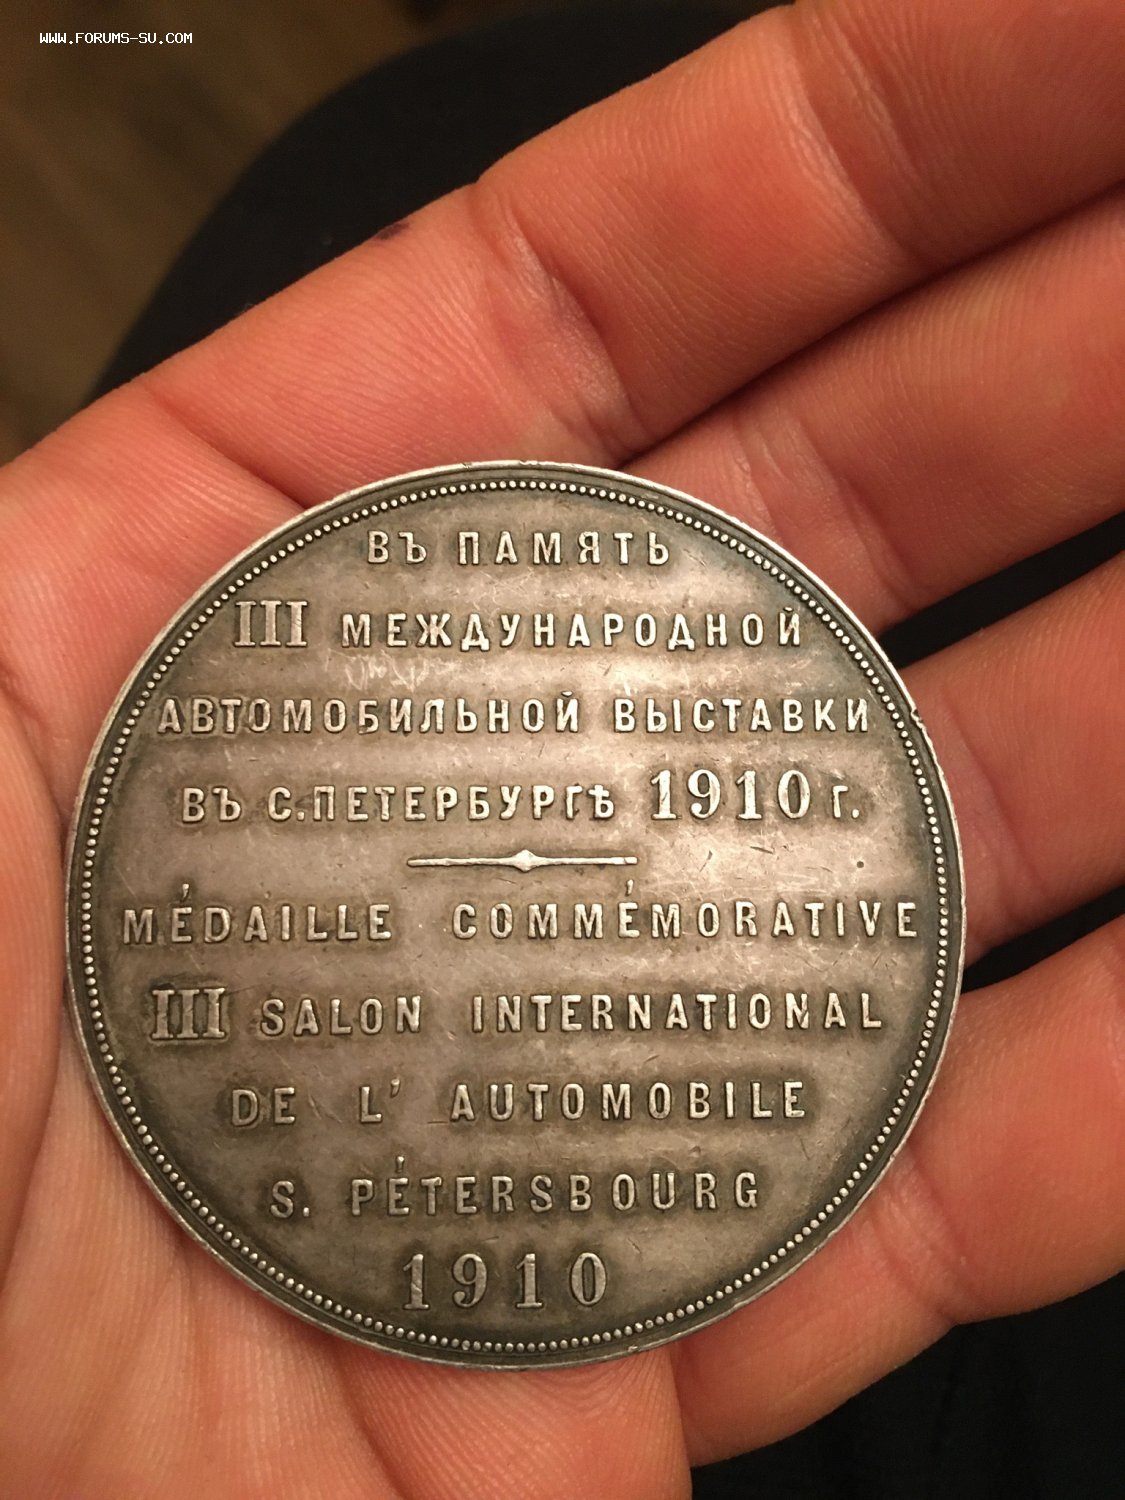 WWW.FORUMS-SU.COM
ВЪ ПАМЯТЬ
III МЕЖДУНАРОДНОЙ
АВТОМОБИЛЬНОЙ ВЫСТАВКИ
ВЪ С.ПЕТЕРБУРГѢ 1910 г.
MÉDAILLE COMMÉMORATIVE
III SALON INTERNATIONAL
DE L' AUTOMOBILE
S. PÉTERSBOURG
1910